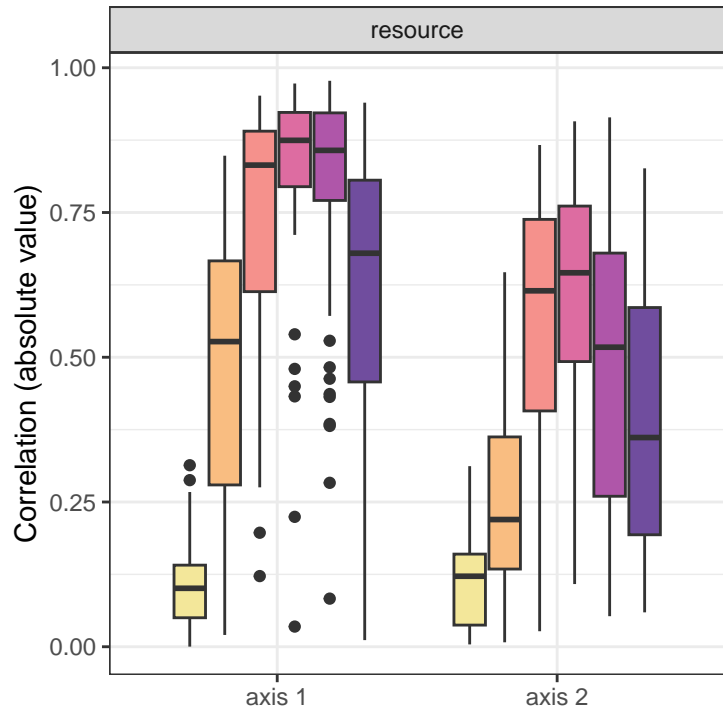 resource
Correlation (absolute value)
1.00
0.75
0.50
0.25
0.00
axis 1
axis 2